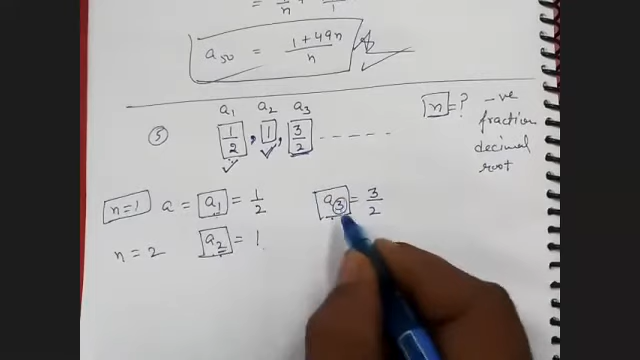 = /n + /1
a₅₀ = (1 + 49n)/n
a₁ a₂ a₃
⑤ 1/2 , 1 , 3/2 - - - - - -
n = ? -ve
fraction
decimal
root
n=1 a = a₁ = 1/2 a₃ = 3/2
n = 2 a₂ = 1